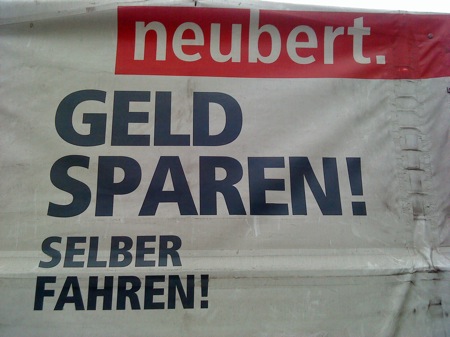 neubert.
GELD
SPAREN!
SELBER
FAHREN!